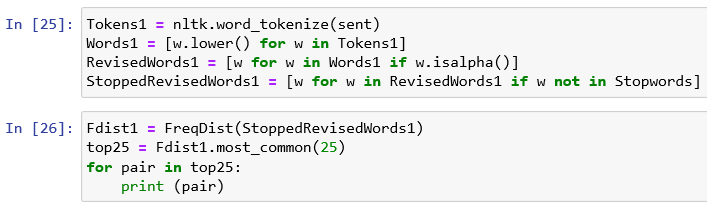 In [25]: Tokens1 = nltk.word_tokenize(sent)
Words1 = [w.lower() for w in Tokens1]
RevisedWords1 = [w for w in Words1 if w.isalpha()]
StoppedRevisedWords1 = [w for w in RevisedWords1 if w not in Stopwords]
In [26]: Fdist1 = FreqDist(StoppedRevisedWords1)
top25 = Fdist1.most_common(25)
for pair in top25:
    print (pair)